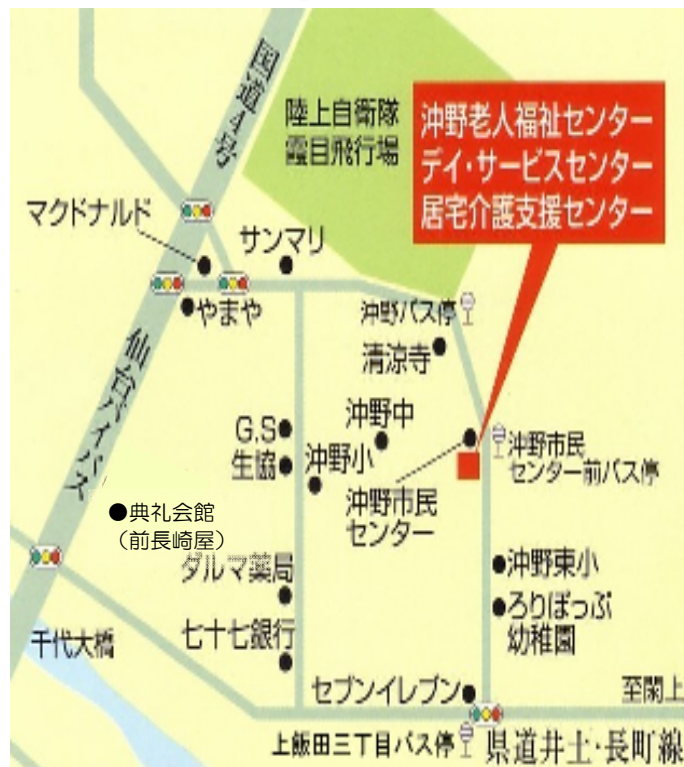 国道4号
陸上自衛隊
霞目飛行場
沖野老人福祉センター
デイ・サービスセンター
居宅介護支援センター
マクドナルド
サンマリ
やまや
沖野バス停
清涼寺
仙台バイパス
G.S
生協
沖野中
沖野小
沖野市民
センター
沖野市民
センター前バス停
●典礼会館
(前長崎屋)
ダルマ薬局
沖野東小
ろりぽっぷ
幼稚園
千代大橋
七十七銀行
セブンイレブン
至閖上
上飯田三丁目バス停
県道井土・長町線